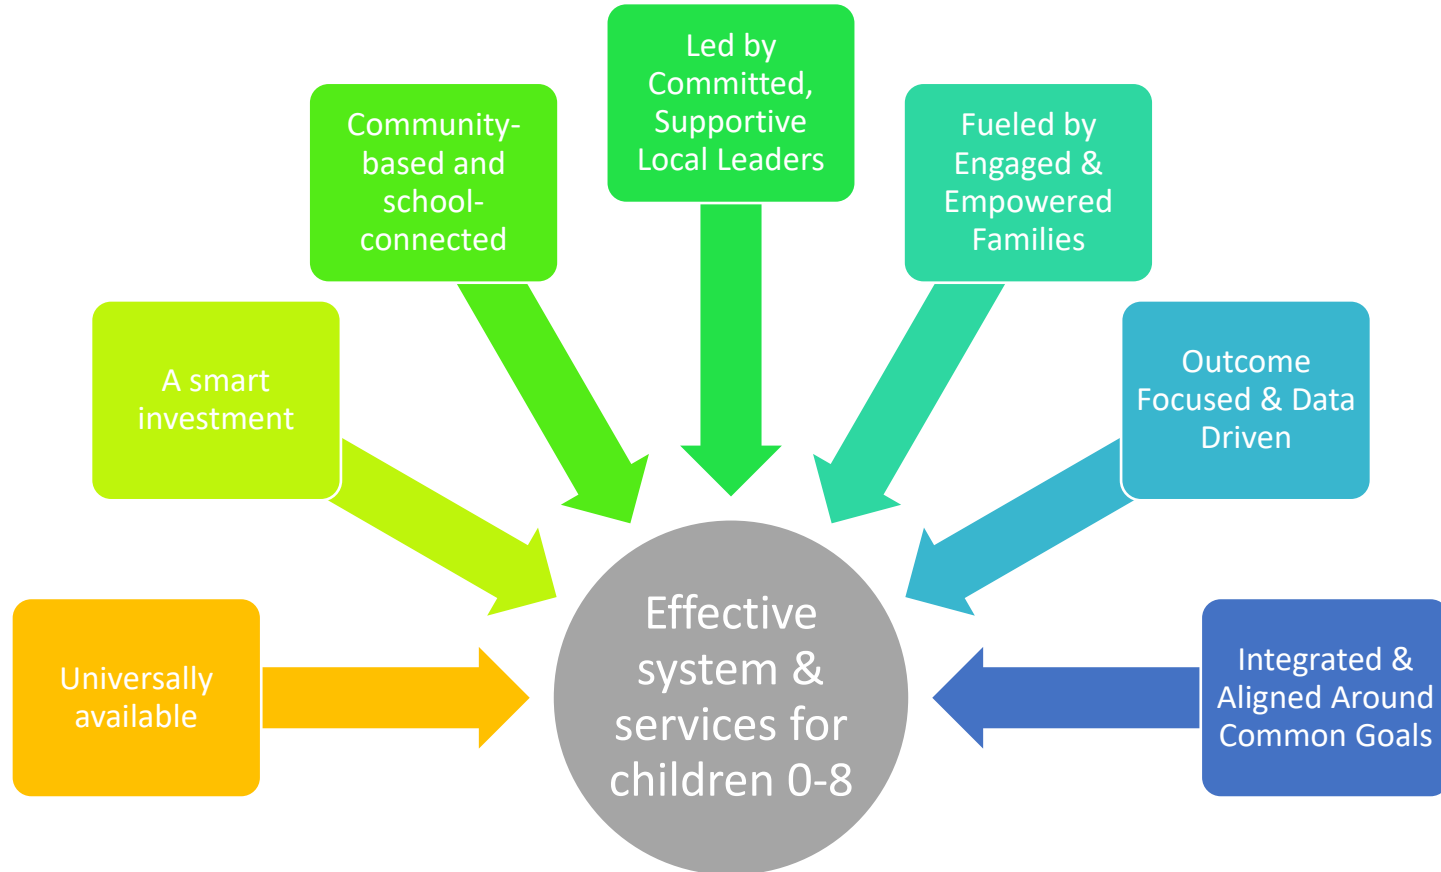 Universally
available
A smart
investment
Community-
based and
school-
connected
Led by
Committed,
Supportive
Local Leaders
Fueled by
Engaged &
Empowered
Families
Outcome
Focused & Data
Driven
Integrated &
Aligned Around
Common Goals
Effective
system &
services for
children 0-8